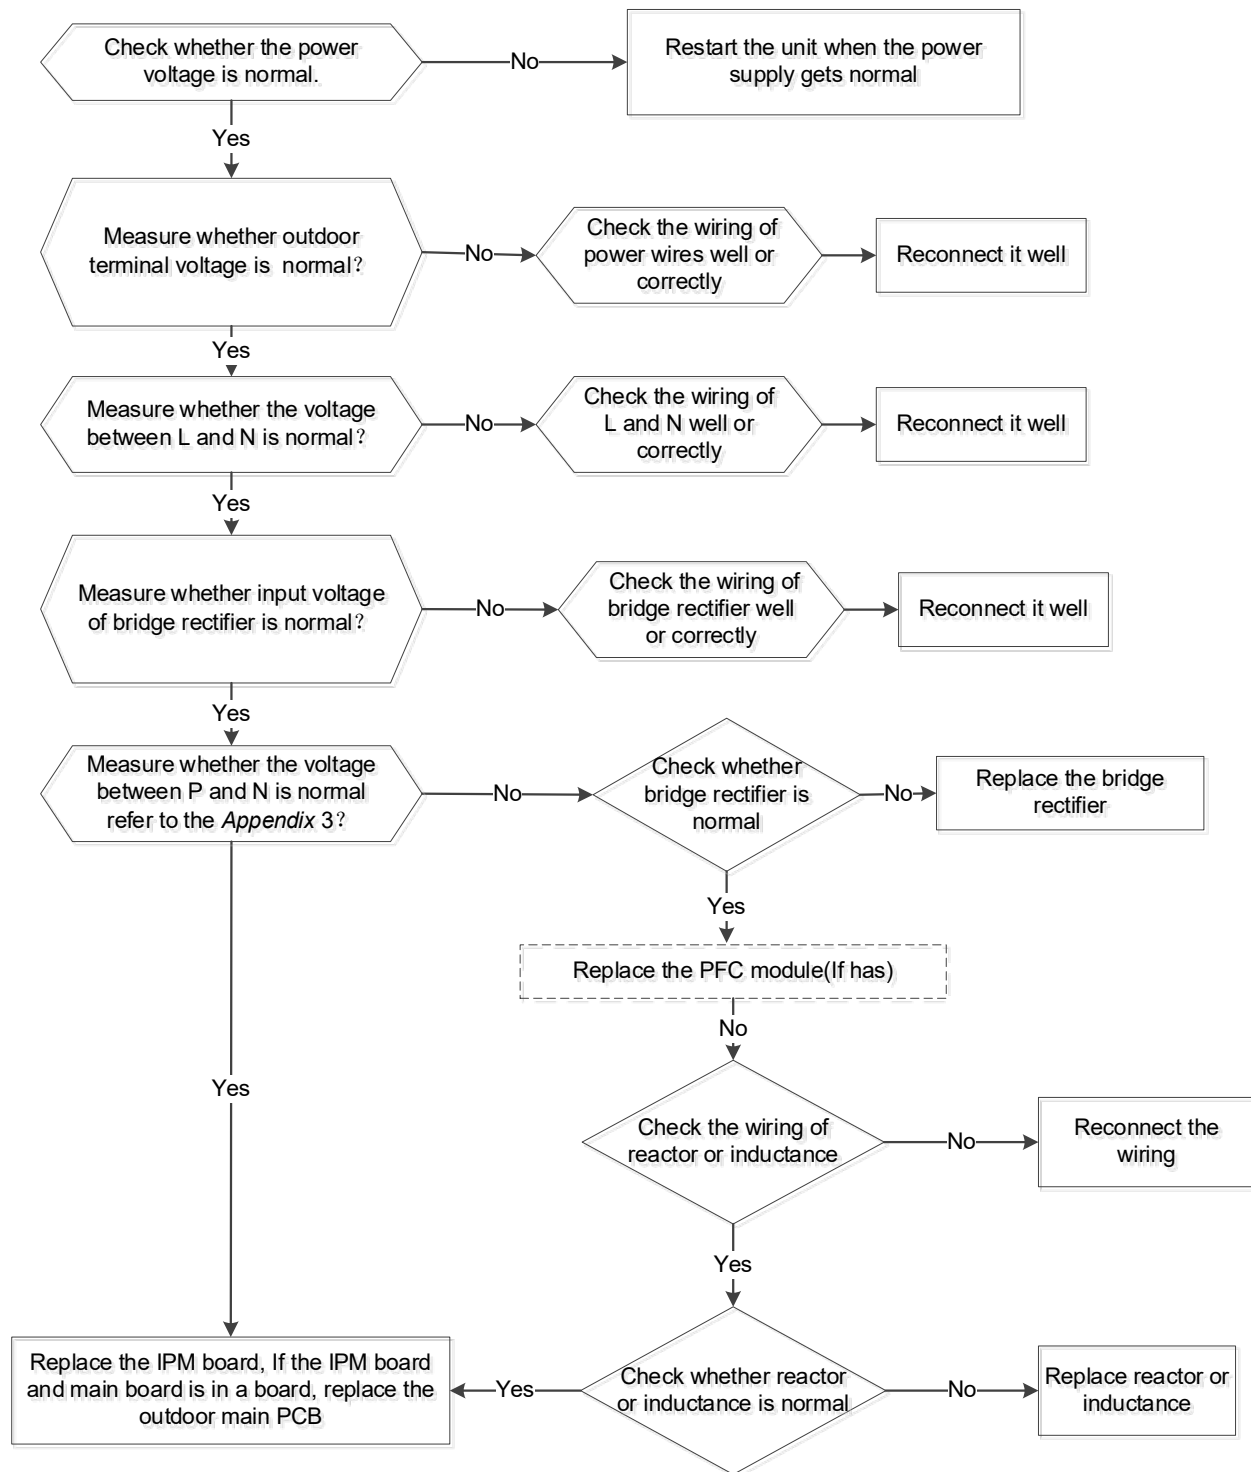 Check whether the power
voltage is normal.
No
Restart the unit when the power
supply gets normal
Yes
Measure whether outdoor
terminal voltage is  normal？
No
Check the wiring of
power wires well or
correctly
Reconnect it well
Yes
Measure whether the voltage
between L and N is normal？
No
Check the wiring of
L and N well or
correctly
Reconnect it well
Yes
Measure whether input voltage
of bridge rectifier is normal？
No
Check the wiring of
bridge rectifier well
or correctly
Reconnect it well
Yes
Measure whether the voltage
between P and N is normal
refer to the Appendix 3？
No
Check whether
bridge rectifier is
normal
No
Replace the bridge
rectifier
Yes
Replace the PFC module(If has)
No
Yes
Check the wiring of
reactor or inductance
No
Reconnect the
wiring
Yes
Replace the IPM board, If the IPM board
and main board is in a board, replace the
outdoor main PCB
Yes
Check whether reactor
or inductance is normal
No
Replace reactor or
inductance